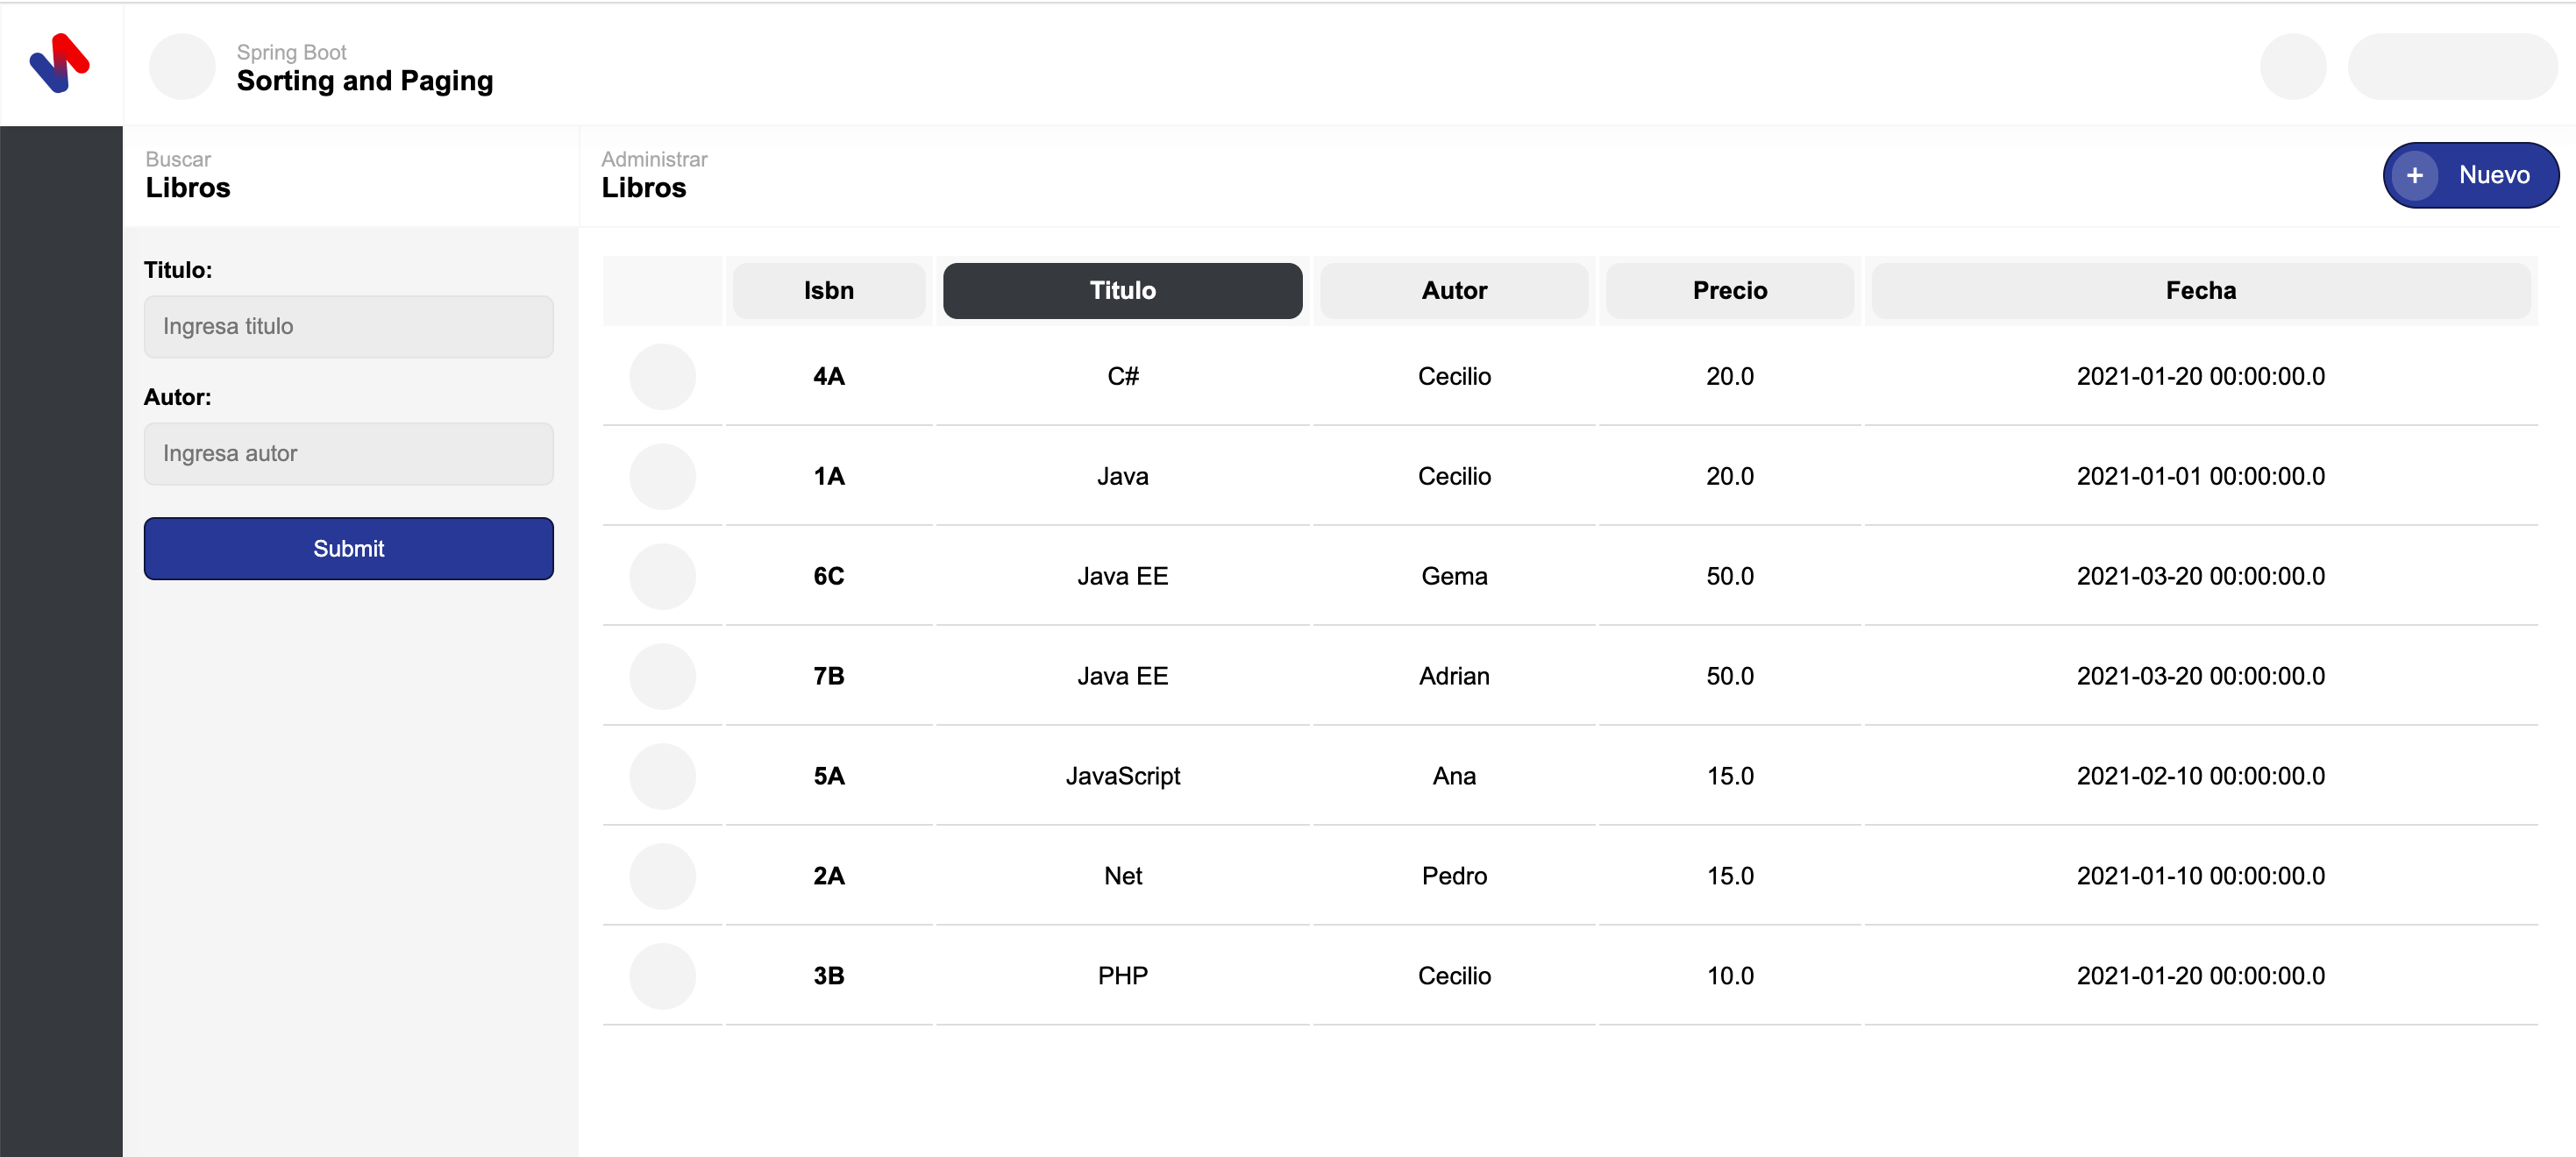 Spring Boot
Sorting and Paging
Buscar
Libros
Administrar
Libros
+ Nuevo
Titulo:
Ingresa titulo
Autor:
Ingresa autor
Submit
Isbn Titulo Autor Precio Fecha
4A C# Cecilio 20.0 2021-01-20 00:00:00.0
1A Java Cecilio 20.0 2021-01-01 00:00:00.0
6C Java EE Gema 50.0 2021-03-20 00:00:00.0
7B Java EE Adrian 50.0 2021-03-20 00:00:00.0
5A JavaScript Ana 15.0 2021-02-10 00:00:00.0
2A Net Pedro 15.0 2021-01-10 00:00:00.0
3B PHP Cecilio 10.0 2021-01-20 00:00:00.0